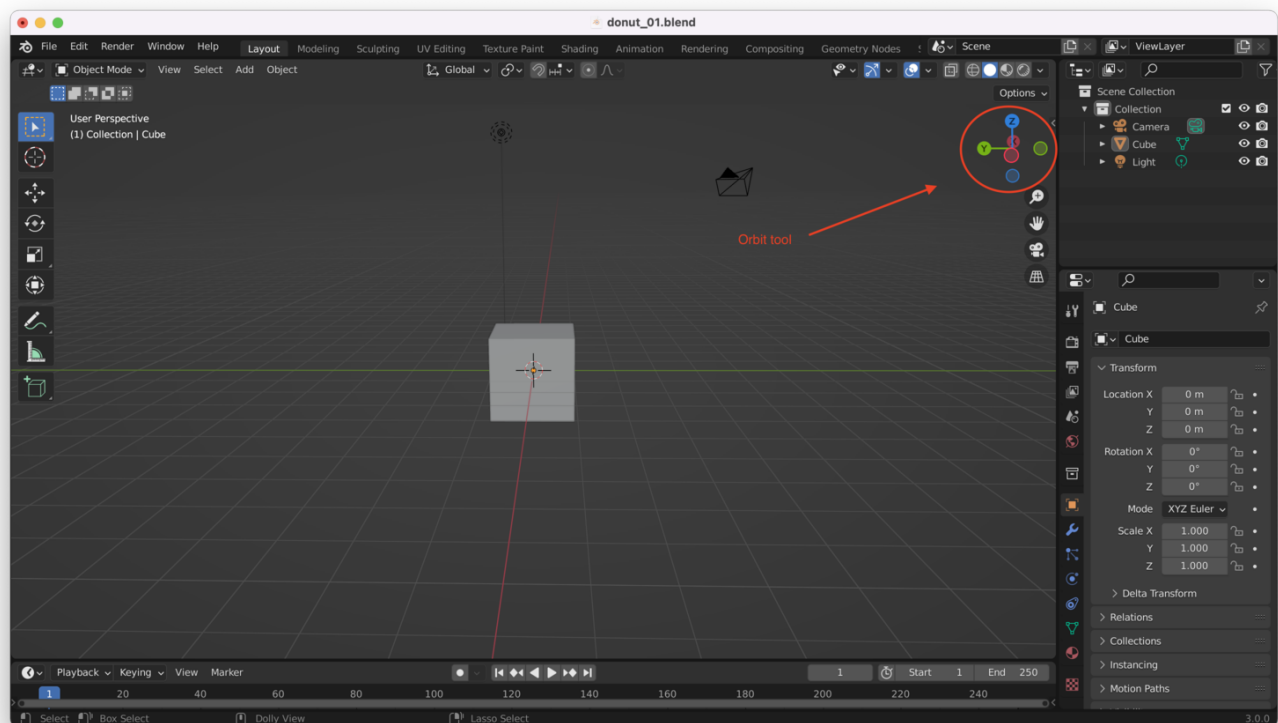 donut_01.blend
File Edit Render Window Help Layout Modeling Sculpting UV Editing Texture Paint Shading Animation Rendering Compositing Geometry Nodes Scene ViewLayer
Object Mode View Select Add Object Global
Options
User Perspective
(1) Collection | Cube
Z
Y
Orbit tool
Scene Collection
Collection
Camera
Cube
Light
Cube
Cube
Transform
Location X 0 m
Y 0 m
Z 0 m
Rotation X 0°
Y 0°
Z 0°
Mode XYZ Euler
Scale X 1.000
Y 1.000
Z 1.000
Delta Transform
Relations
Collections
Instancing
Motion Paths
Playback Keying View Marker 1 Start 1 End 250
1 20 40 60 80 100 120 140 160 180 200 220 240
Select Box Select Dolly View Lasso Select 3.0.0